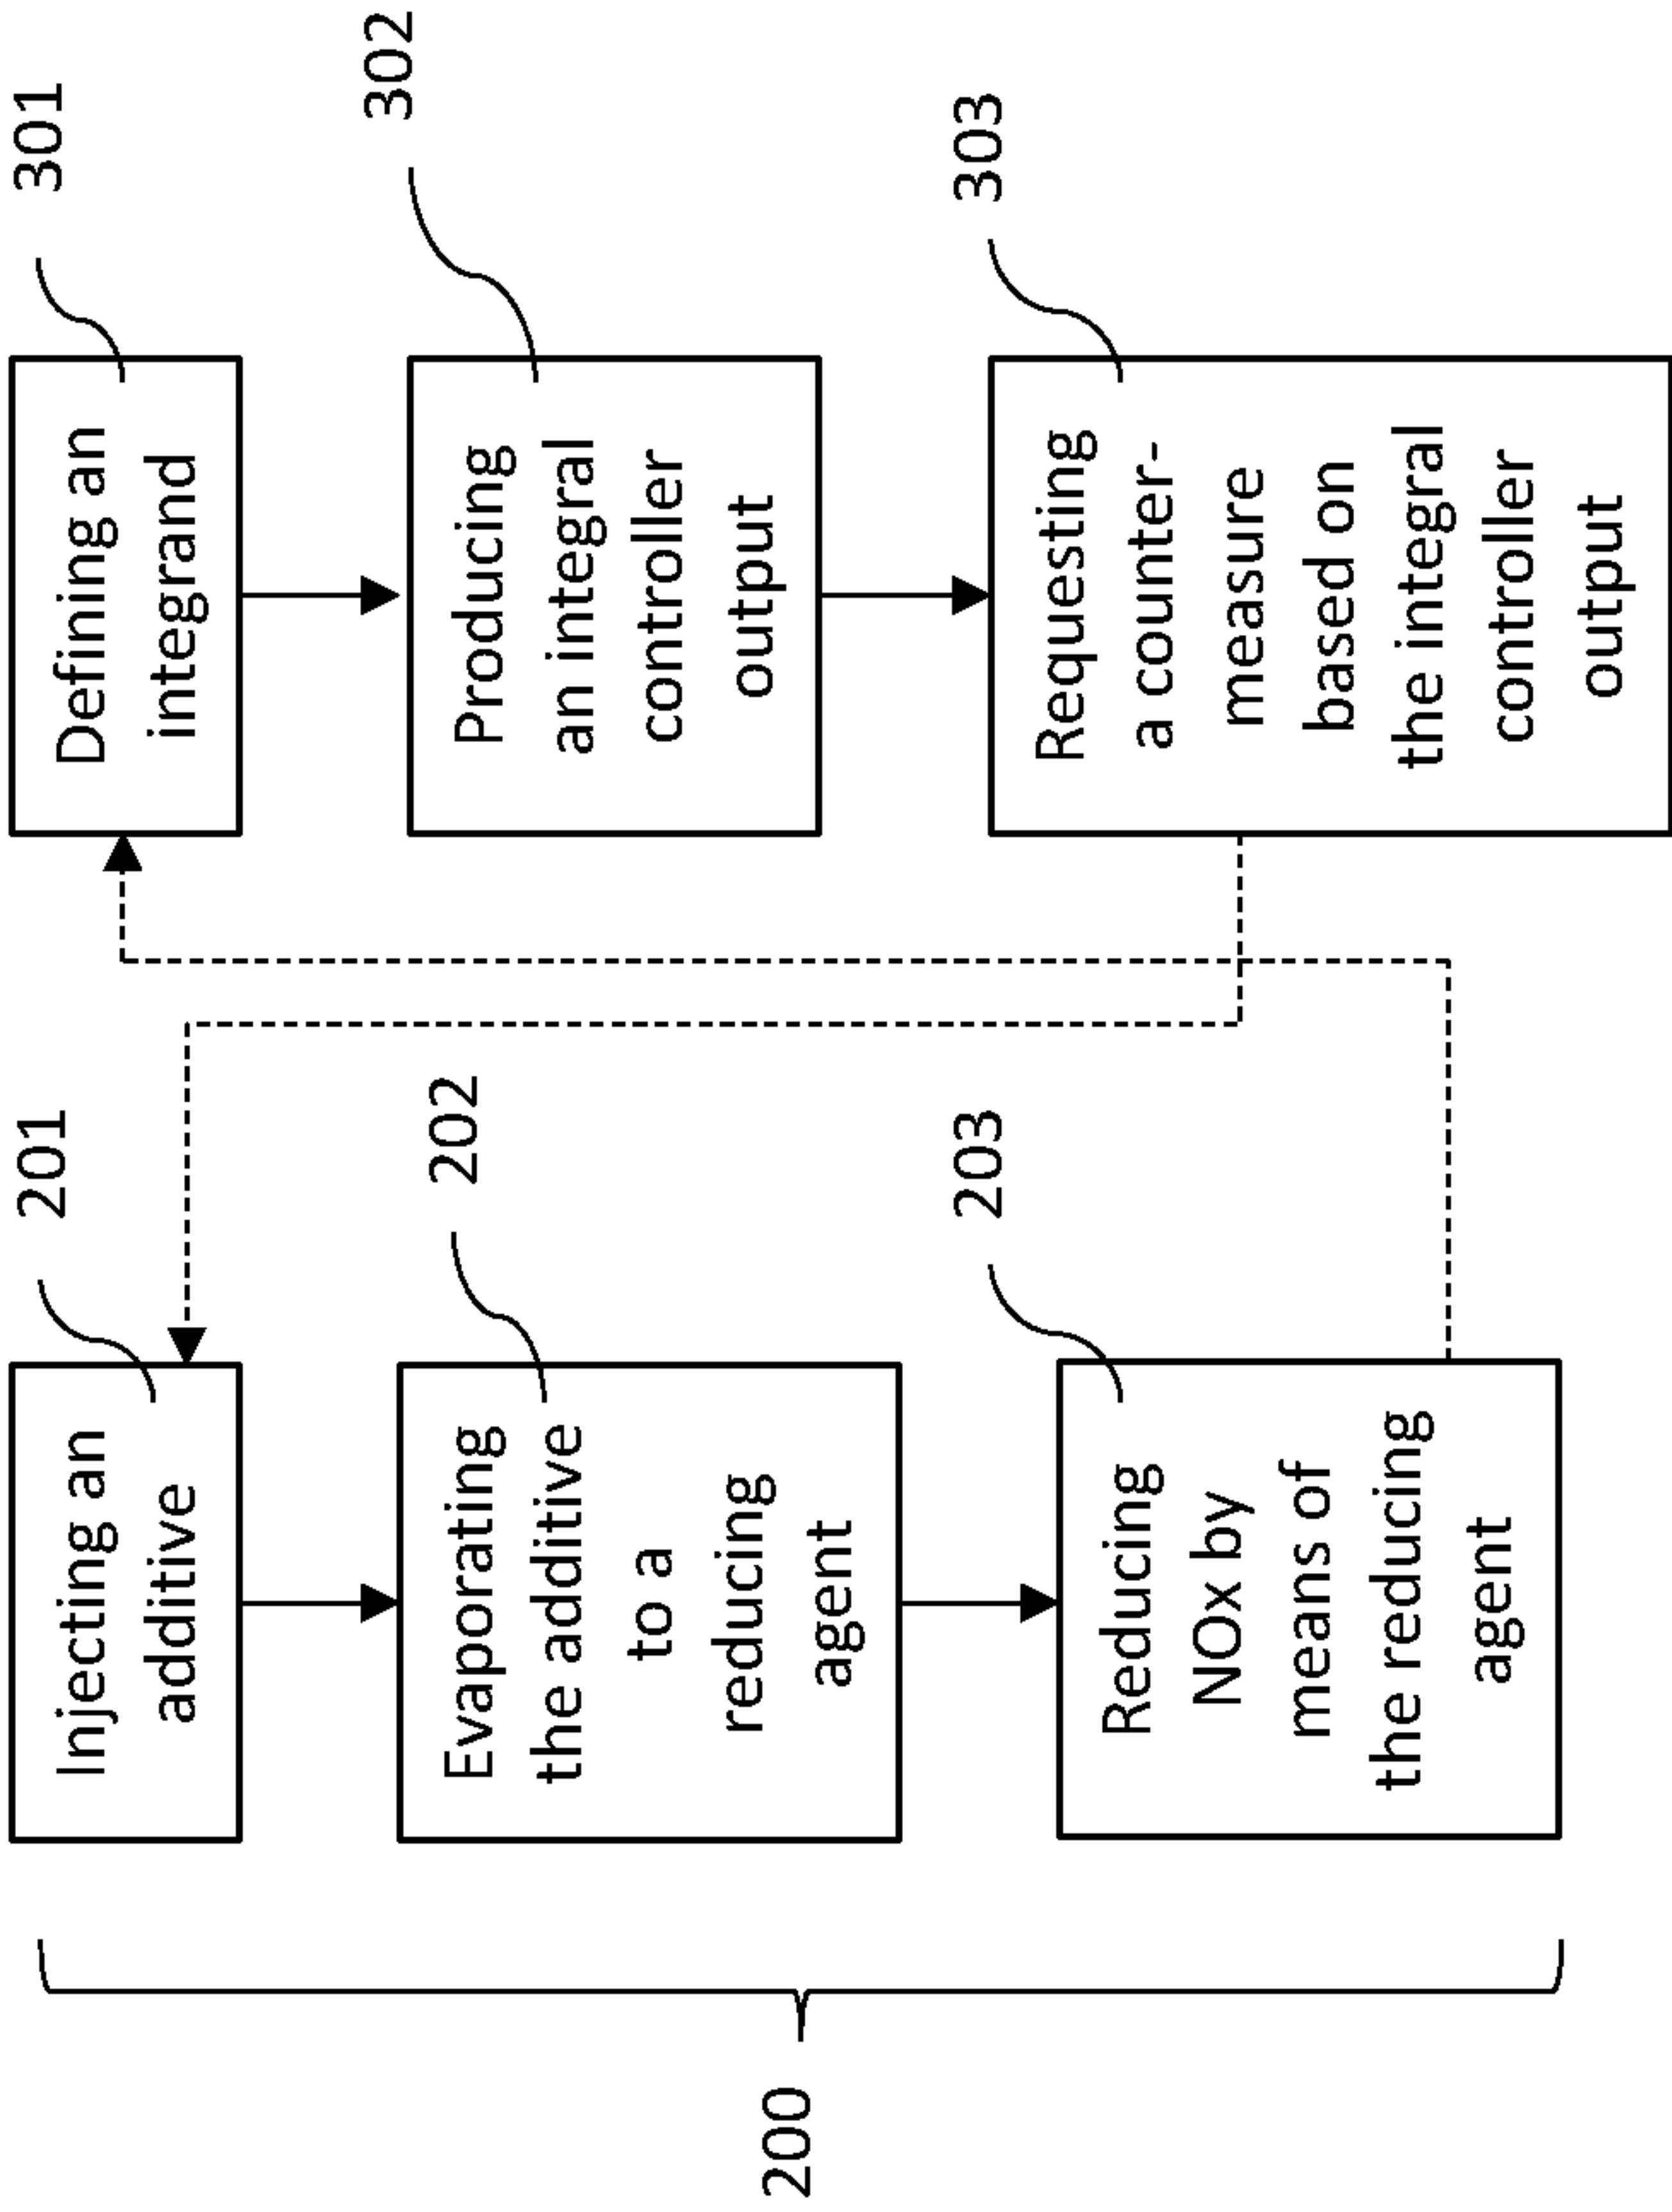 200
201
Injecting an
additive
202
Evaporating
the additive
to a
reducing
agent
203
Reducing
NOx by
means of
the reducing
agent
301
Defining an
integrand
302
Producing
an integral
controller
output
303
Requesting
a counter-
measure
based on
the integral
controller
output